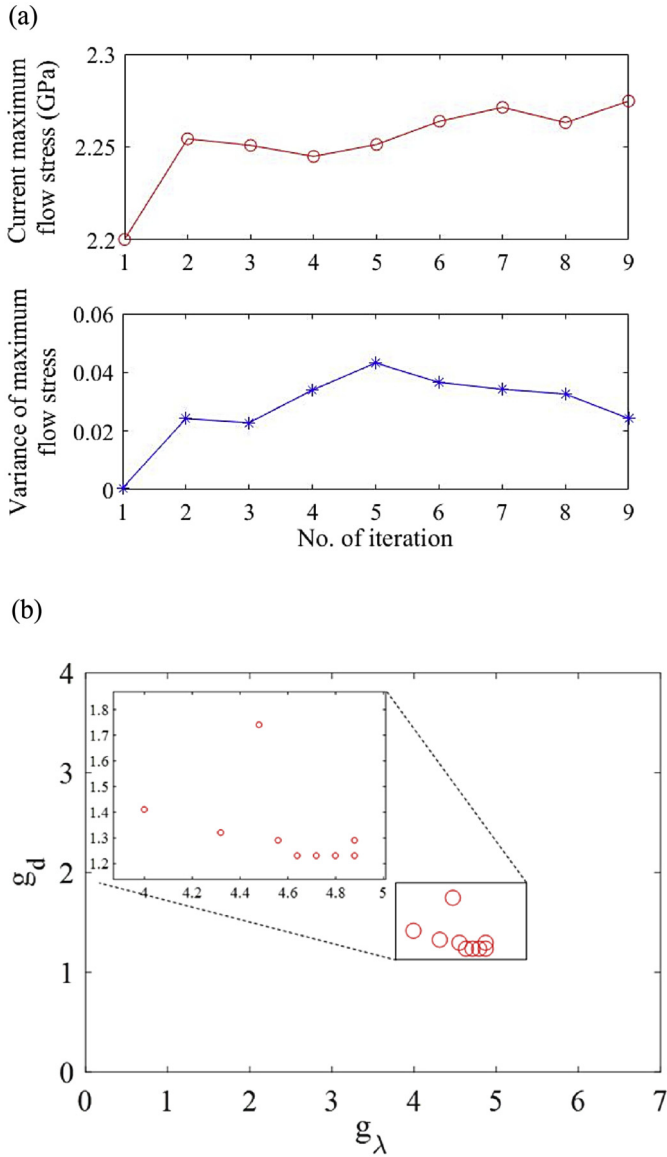 (a)
Current maximum
flow stress (GPa)
2.3
2.25
2.2
1 2 3 4 5 6 7 8 9
Variance of maximum
flow stress
0.06
0.04
0.02
0
1 2 3 4 5 6 7 8 9
No. of iteration
(b)
g_d
4
3
2
1
0
1.8
1.7
1.6
1.5
1.4
1.3
1.2
4 4.2 4.4 4.6 4.8 5
0 1 2 3 4 5 6 7
g_λ